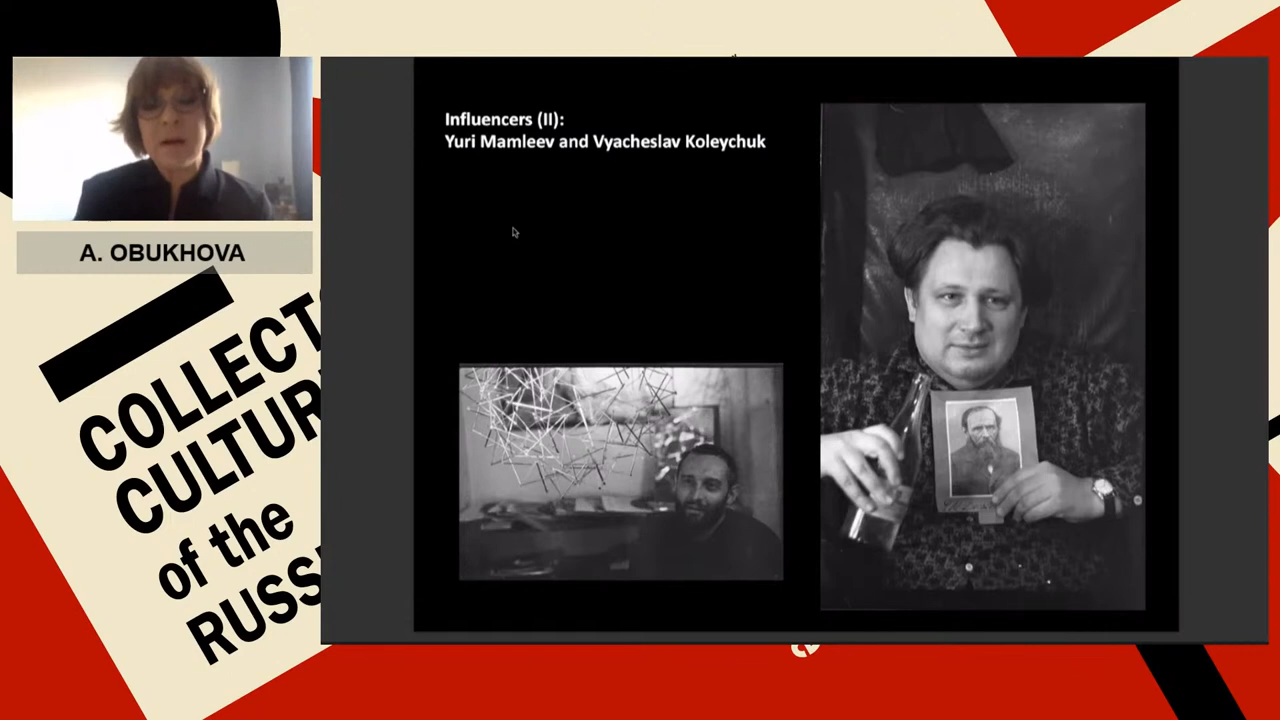 Influencers (II):
Yuri Mamleev and Vyacheslav Koleychuk
A. OBUKHOVA
COLLECT
CULTUR
of the
RUSS